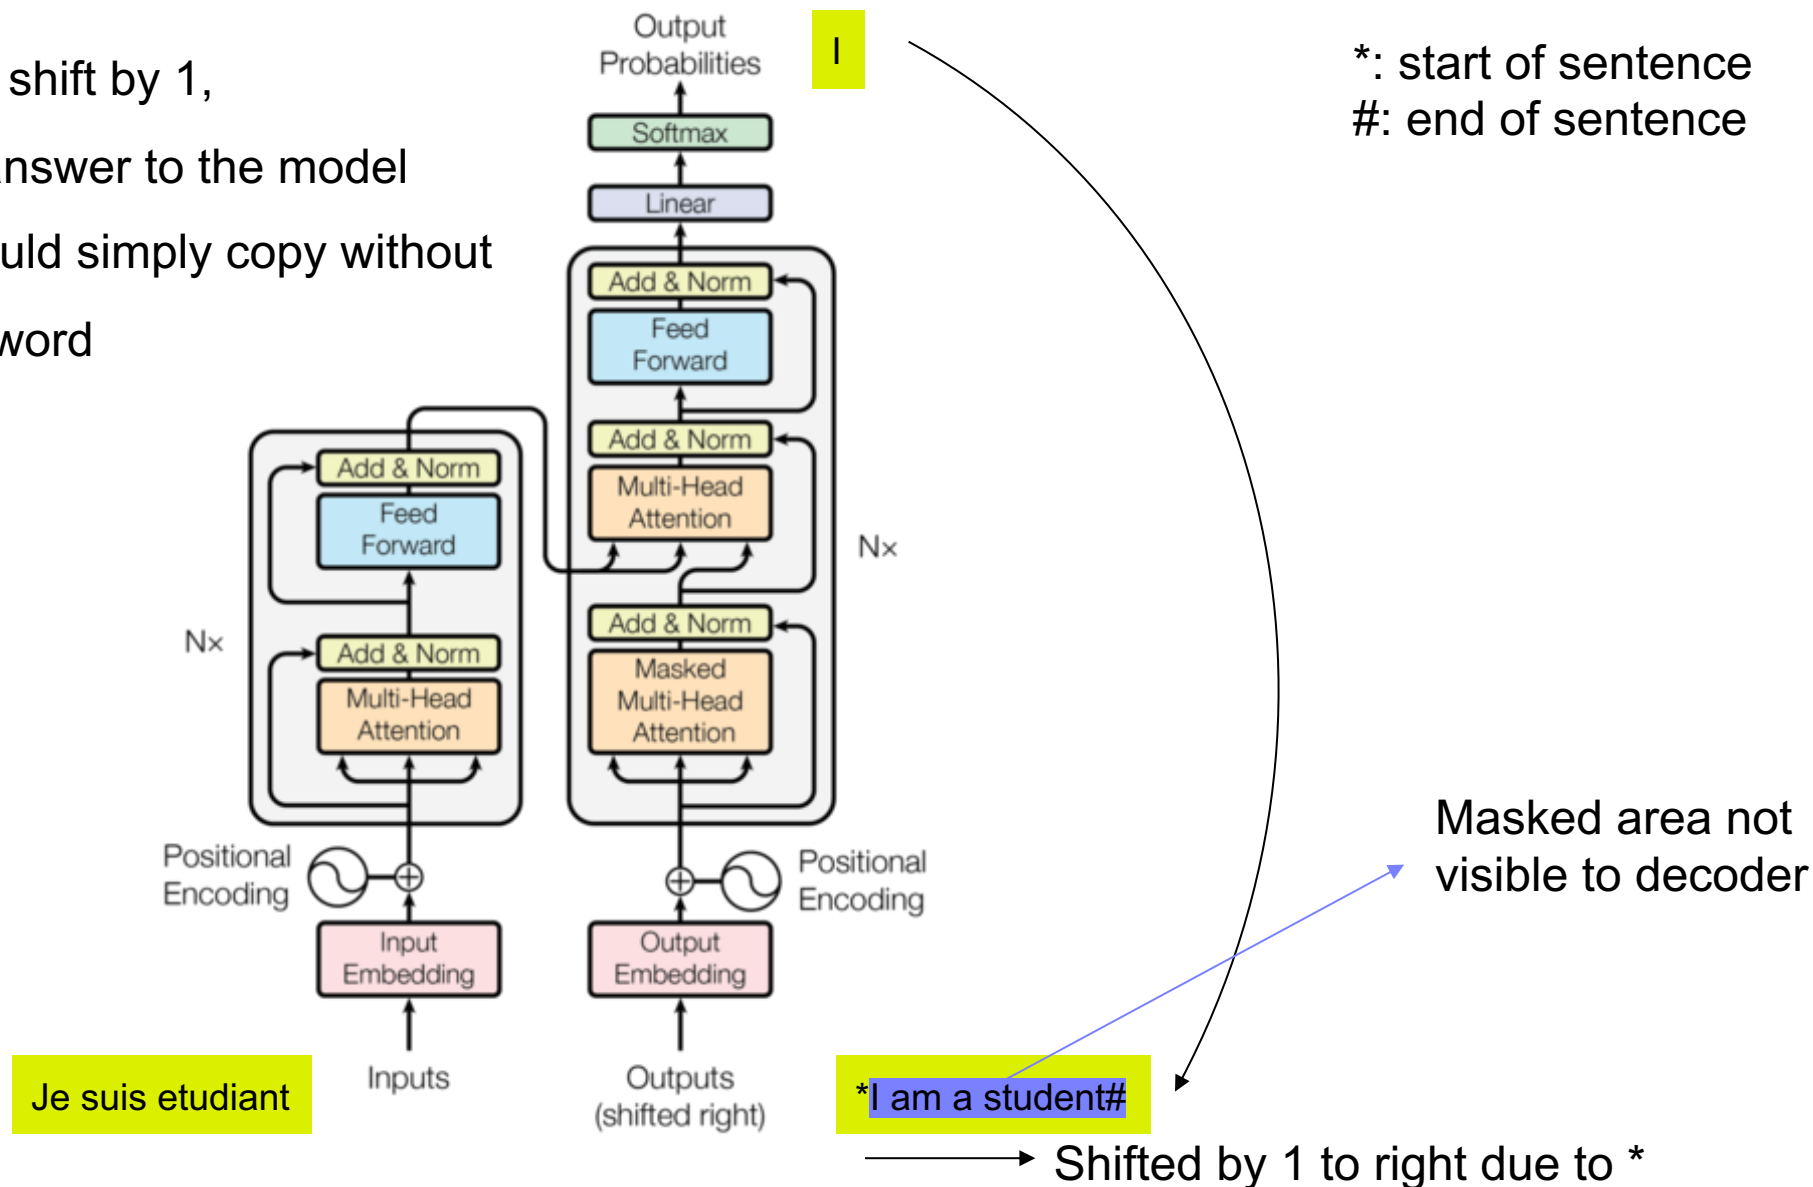 shift by 1,
answer to the model
uld simply copy without
word
Output
Probabilities
I
*: start of sentence
#: end of sentence
Softmax
Linear
Add & Norm
Feed
Forward
Add & Norm
Multi-Head
Attention
Nx
Add & Norm
Masked
Multi-Head
Attention
Add & Norm
Feed
Forward
Nx
Add & Norm
Multi-Head
Attention
Positional
Encoding
Positional
Encoding
Input
Embedding
Output
Embedding
Inputs
Outputs
(shifted right)
Je suis etudiant
*I am a student#
Masked area not
visible to decoder
Shifted by 1 to right due to *